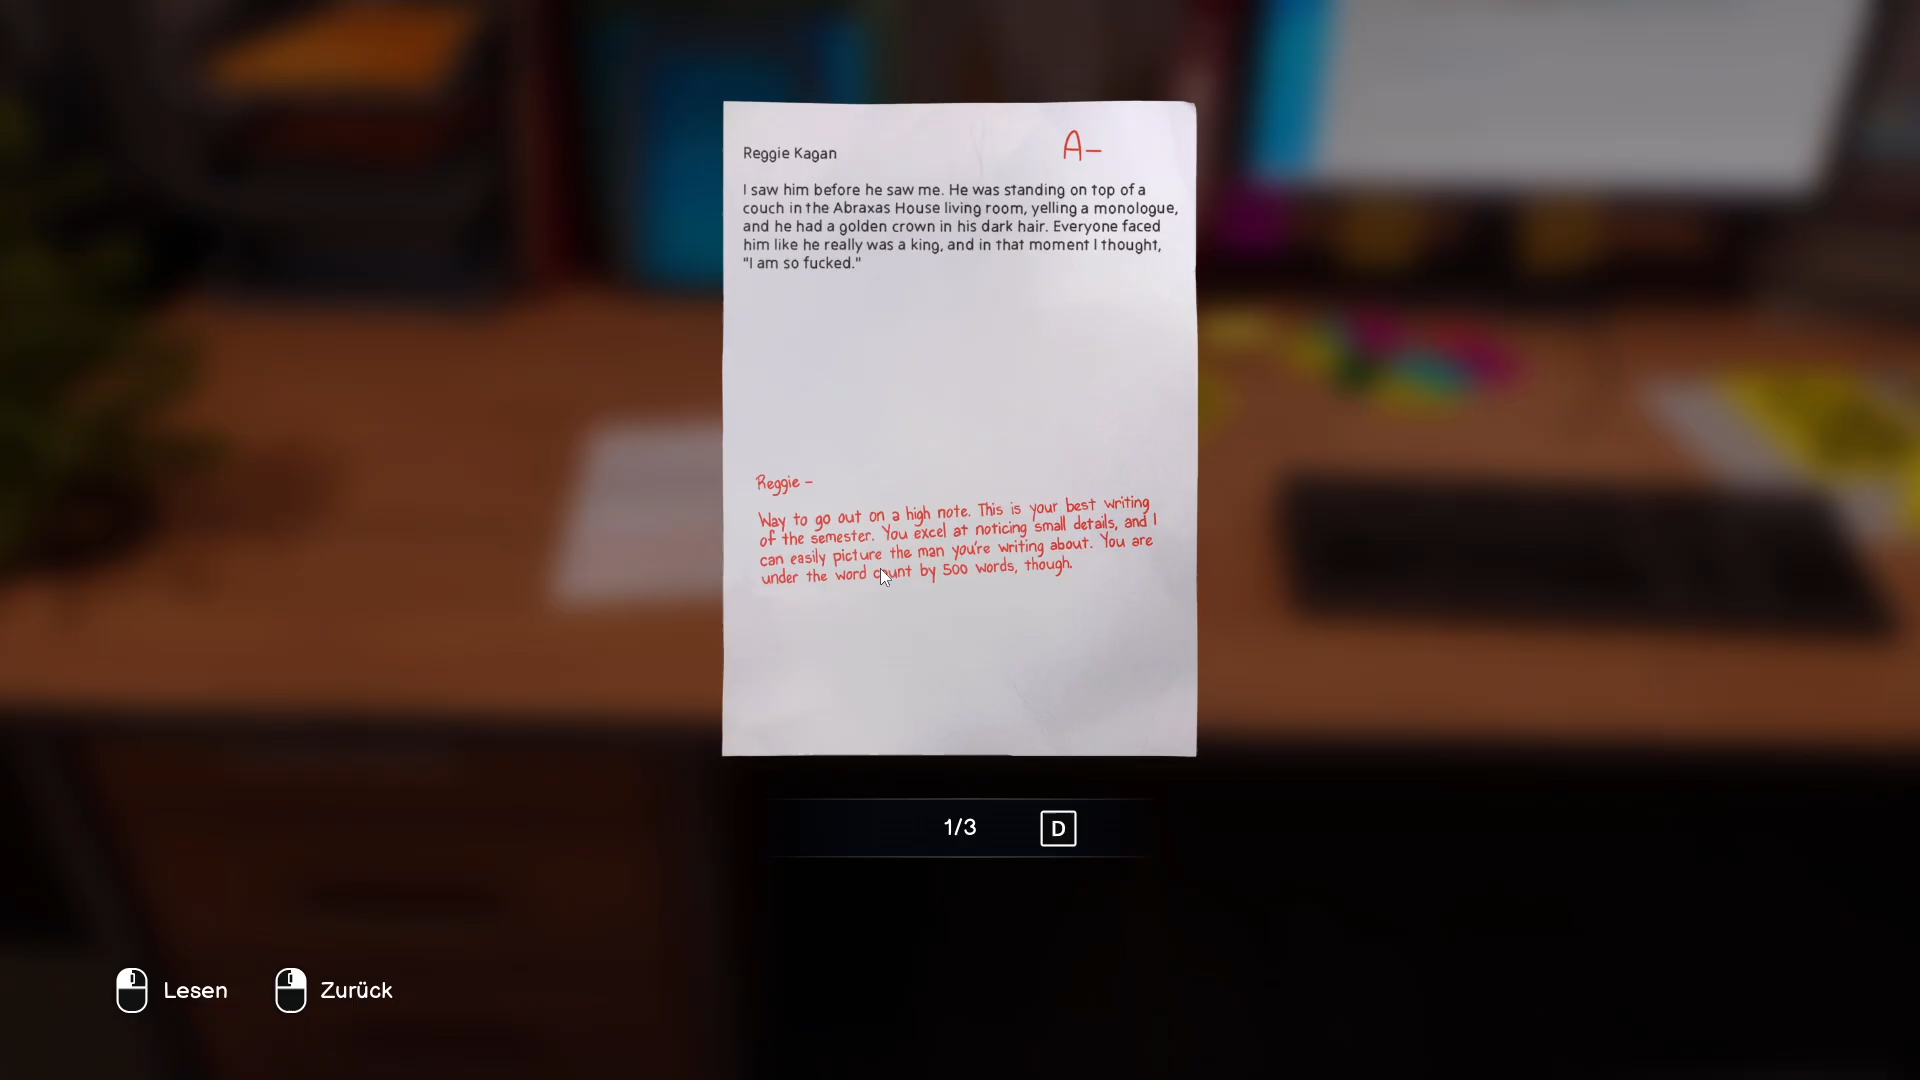 Reggie Kagan
A-
I saw him before he saw me. He was standing on top of a
couch in the Abraxas House living room, yelling a monologue,
and he had a golden crown in his dark hair. Everyone faced
him like he really was a king, and in that moment I thought,
"I am so fucked."
Reggie -
Way to go out on a high note. This is your best writing
of the semester. You excel at noticing small details, and I
can easily picture the man you're writing about. You are
under the word count by 500 words, though.
1/3 D
Lesen Zurück